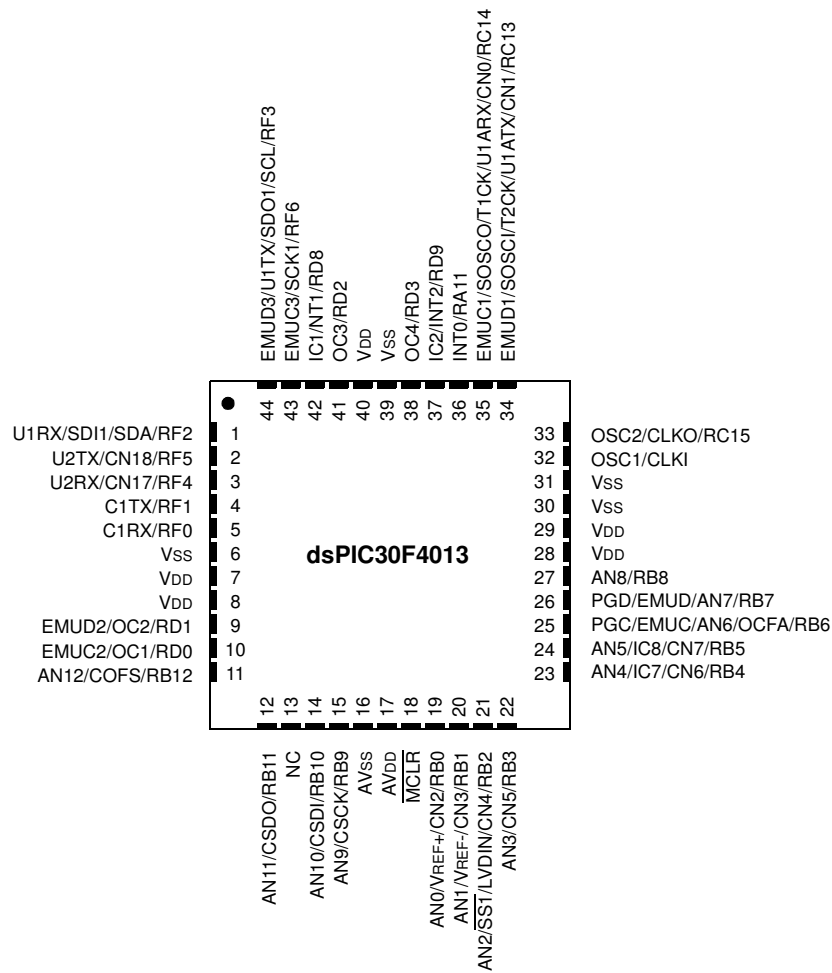 EMUD3/U1TX/SDO1/SCL/RF3
EMUC3/SCK1/RF6
IC1/NT1/RD8
OC3/RD2
VDD
VSS
OC4/RD3
IC2/INT2/RD9
INT0/RA11
EMUC1/SOSCO/T1CK/U1ARX/CN0/RC14
EMUD1/SOSCI/T2CK/U1ATX/CN1/RC13
44
43
42
41
40
39
38
37
36
35
34
U1RX/SDI1/SDA/RF2 1
U2TX/CN18/RF5 2
U2RX/CN17/RF4 3
C1TX/RF1 4
C1RX/RF0 5
VSS 6
VDD 7
VDD 8
EMUD2/OC2/RD1 9
EMUC2/OC1/RD0 10
AN12/COFS/RB12 11
dsPIC30F4013
33 OSC2/CLKO/RC15
32 OSC1/CLKI
31 VSS
30 VSS
29 VDD
28 VDD
27 AN8/RB8
26 PGD/EMUD/AN7/RB7
25 PGC/EMUC/AN6/OCFA/RB6
24 AN5/IC8/CN7/RB5
23 AN4/IC7/CN6/RB4
12
13
14
15
16
17
18
19
20
21
22
AN11/CSDO/RB11
NC
AN10/CSDI/RB10
AN9/CSCK/RB9
AVSS
AVDD
MCLR
AN0/VREF+/CN2/RB0
AN1/VREF-/CN3/RB1
AN2/SS1/LVDIN/CN4/RB2
AN3/CN5/RB3